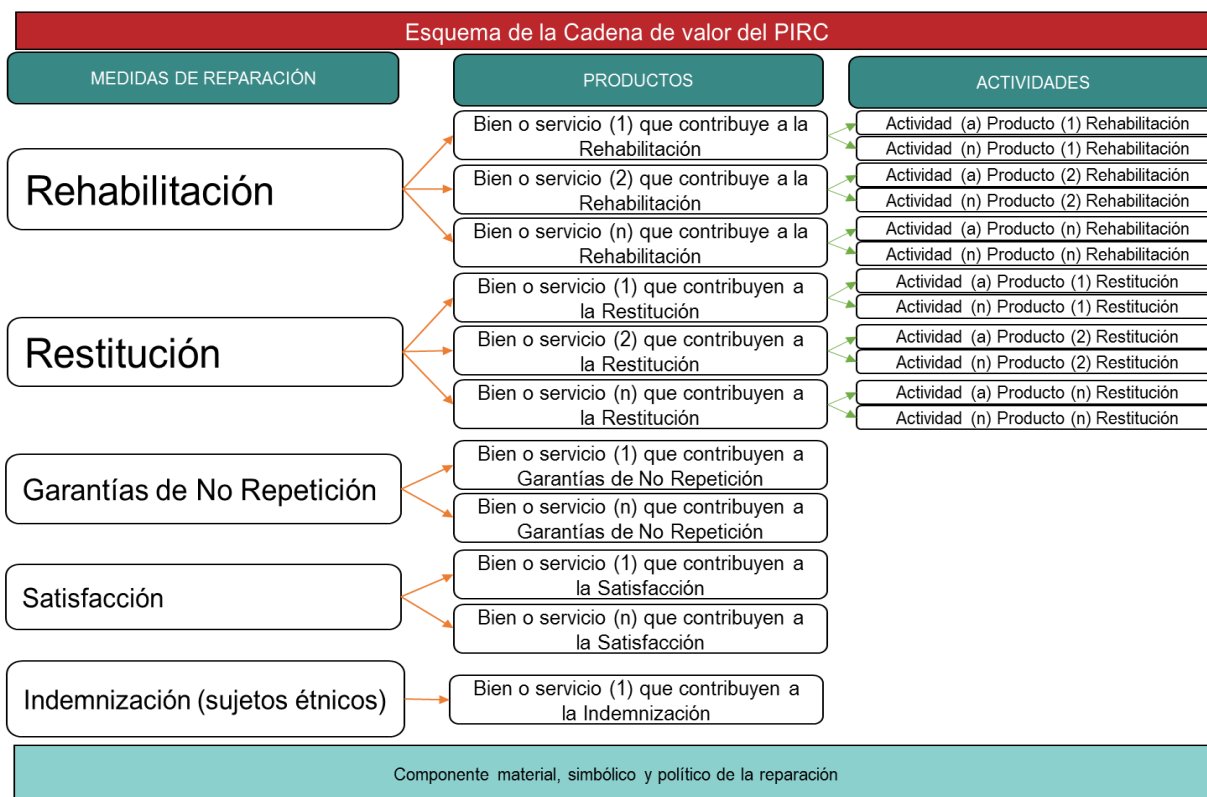 Esquema de la Cadena de valor del PIRC
MEDIDAS DE REPARACIÓN
PRODUCTOS
ACTIVIDADES
Rehabilitación
Bien o servicio (1) que contribuye a la
Rehabilitación
Actividad (a) Producto (1) Rehabilitación
Actividad (n) Producto (1) Rehabilitación
Bien o servicio (2) que contribuye a la
Rehabilitación
Actividad (a) Producto (2) Rehabilitación
Actividad (n) Producto (2) Rehabilitación
Bien o servicio (n) que contribuye a la
Rehabilitación
Actividad (a) Producto (n) Rehabilitación
Actividad (n) Producto (n) Rehabilitación
Restitución
Bien o servicio (1) que contribuyen a
la Restitución
Actividad (a) Producto (1) Restitución
Actividad (n) Producto (1) Restitución
Bien o servicio (2) que contribuyen a
la Restitución
Actividad (a) Producto (2) Restitución
Actividad (n) Producto (2) Restitución
Bien o servicio (n) que contribuyen a
la Restitución
Actividad (a) Producto (n) Restitución
Actividad (n) Producto (n) Restitución
Garantías de No Repetición
Bien o servicio (1) que contribuyen a
Garantías de No Repetición
Bien o servicio (n) que contribuyen a
Garantías de No Repetición
Satisfacción
Bien o servicio (1) que contribuyen a
la Satisfacción
Bien o servicio (n) que contribuyen a
la Satisfacción
Indemnización (sujetos étnicos)
Bien o servicio (1) que contribuyen a
la Indemnización
Componente material, simbólico y político de la reparación